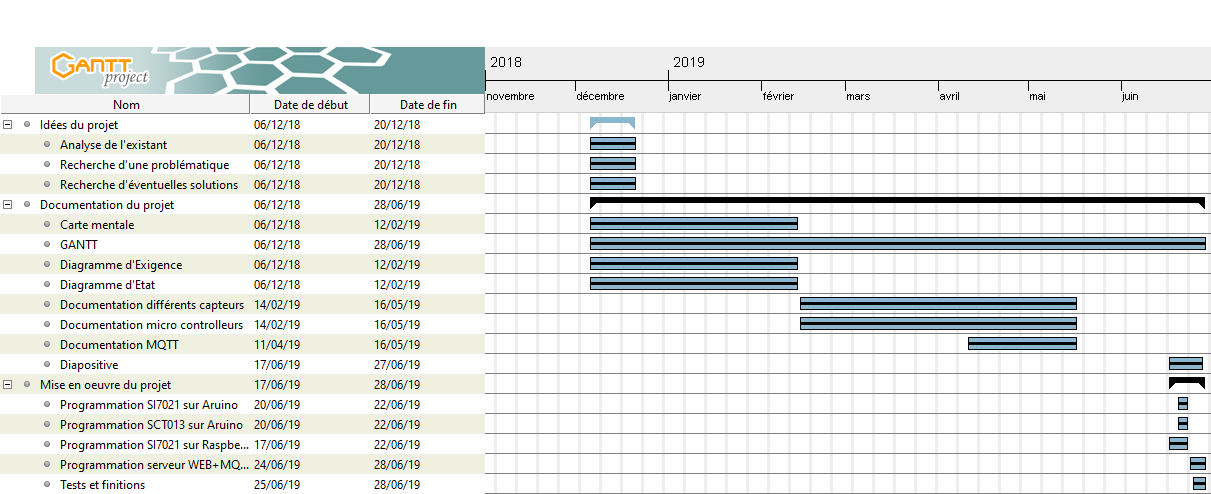 GANTT
project
2018 2019
novembre décembre janvier février mars avril mai juin
Nom Date de début Date de fin
Idées du projet 06/12/18 20/12/18
Analyse de l'existant 06/12/18 20/12/18
Recherche d'une problématique 06/12/18 20/12/18
Recherche d'éventuelles solutions 06/12/18 20/12/18
Documentation du projet 06/12/18 28/06/19
Carte mentale 06/12/18 12/02/19
GANTT 06/12/18 28/06/19
Diagramme d'Exigence 06/12/18 12/02/19
Diagramme d'Etat 06/12/18 12/02/19
Documentation différents capteurs 14/02/19 16/05/19
Documentation micro controlleurs 14/02/19 16/05/19
Documentation MQTT 11/04/19 16/05/19
Diapositive 17/06/19 27/06/19
Mise en oeuvre du projet 17/06/19 28/06/19
Programmation SI7021 sur Aruino 20/06/19 22/06/19
Programmation SCT013 sur Aruino 20/06/19 22/06/19
Programmation SI7021 sur Raspbe... 17/06/19 22/06/19
Programmation serveur WEB+MQ... 24/06/19 28/06/19
Tests et finitions 25/06/19 28/06/19